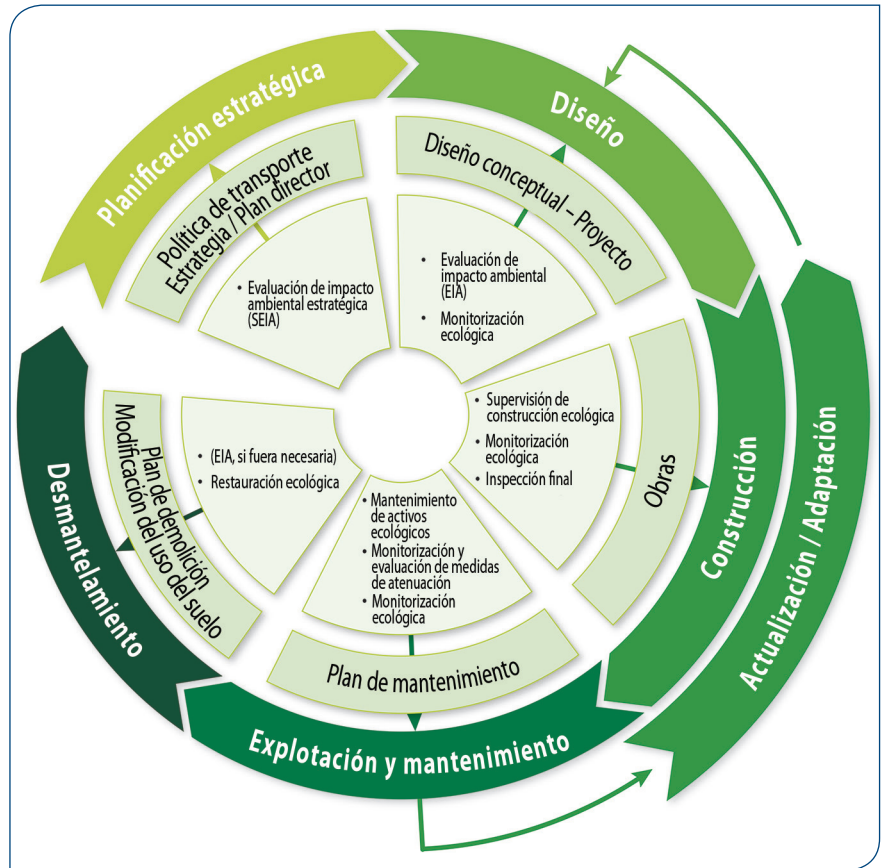 Planificación estratégica
Política de transporte
Estrategia / Plan director
• Evaluación de impacto
ambiental estratégica
(SEIA)
Diseño
Diseño conceptual – Proyecto
• Evaluación de
impacto ambiental
(EIA)
• Monitorización
ecológica
Construcción
Obras
• Supervisión de
construcción ecológica
• Monitorización
ecológica
• Inspección final
Actualización / Adaptación
Explotación y mantenimiento
Plan de mantenimiento
• Mantenimiento
de activos
ecológicos
• Monitorización y
evaluación de medidas
de atenuación
• Monitorización
ecológica
Desmantelamiento
Plan de demolición
Modificación del uso del suelo
• (EIA, si fuera necesaria)
• Restauración ecológica